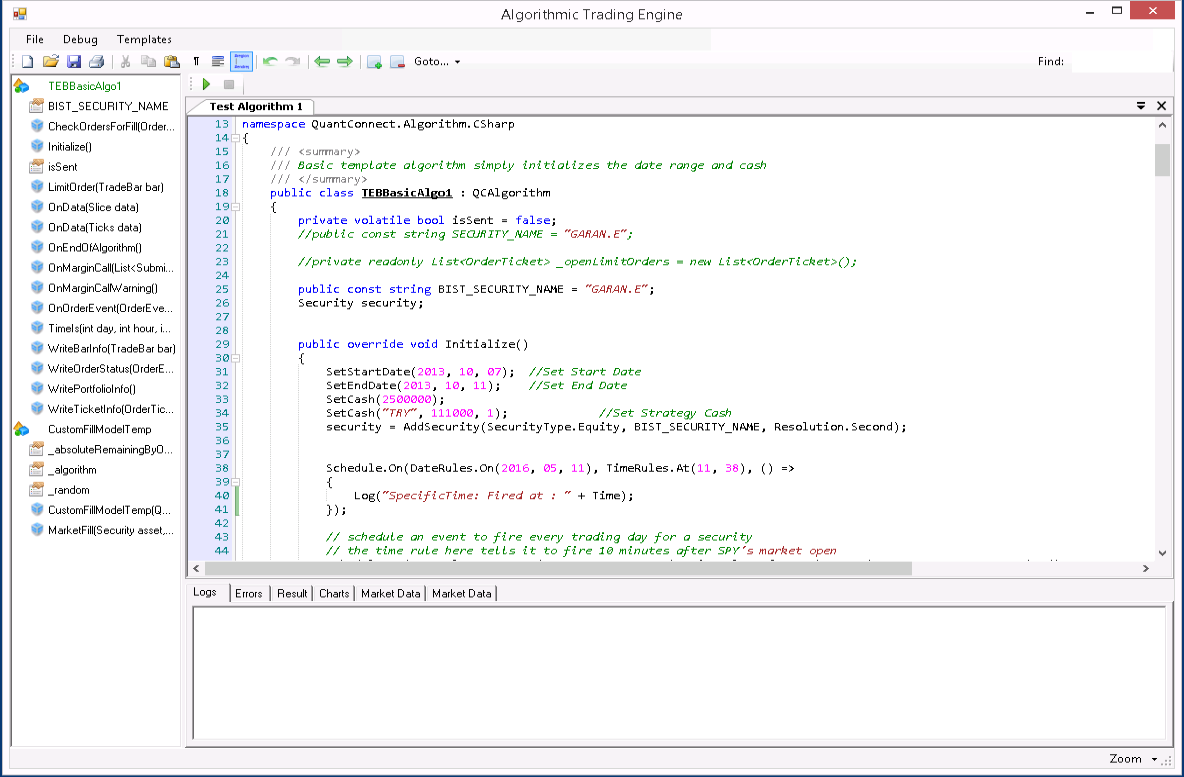 Algorithmic Trading Engine
File Debug Templates
Goto... Find:
TEBBasicAlgo1
BIST_SECURITY_NAME
CheckOrdersForFill(Order...
Initialize()
isSent
LimitOrder(TradeBar bar)
OnData(Slice data)
OnData(Ticks data)
OnEndOfAlgorithm()
OnMarginCall(List<Submi...
OnMarginCallWarning()
OnOrderEvent(OrderEve...
TimeIs(int day, int hour, i...
WriteBarInfo(TradeBar bar)
WriteOrderStatus(OrderE...
WritePortfolioInfo()
WriteTicketInfo(OrderTic...
CustomFillModelTemp
_absoluteRemainingByO...
_algorithm
_random
CustomFillModelTemp(Q...
MarketFill(Security asset,...
Test Algorithm 1
13 namespace QuantConnect.Algorithm.CSharp
14 {
15 /// <summary>
16 /// Basic template algorithm simply initializes the date range and cash
17 /// </summary>
18 public class TEBBasicAlgo1 : QCAlgorithm
19 {
20 private volatile bool isSent = false;
21 //public const string SECURITY_NAME = "GARAN.E";
22
23 //private readonly List<OrderTicket> _openLimitOrders = new List<OrderTicket>();
24
25 public const string BIST_SECURITY_NAME = "GARAN.E";
26 Security security;
27
28
29 public override void Initialize()
30 {
31 SetStartDate(2013, 10, 07); //Set Start Date
32 SetEndDate(2013, 10, 11); //Set End Date
33 SetCash(2500000);
34 SetCash("TRY", 111000, 1); //Set Strategy Cash
35 security = AddSecurity(SecurityType.Equity, BIST_SECURITY_NAME, Resolution.Second);
36
37
38 Schedule.On(DateRules.On(2016, 05, 11), TimeRules.At(11, 38), () =>
39 {
40 Log("SpecificTime: Fired at : " + Time);
41 });
42
43 // schedule an event to fire every trading day for a security
44 // the time rule here tells it to fire 10 minutes after SPY's market open
Logs Errors Result Charts Market Data Market Data
Zoom